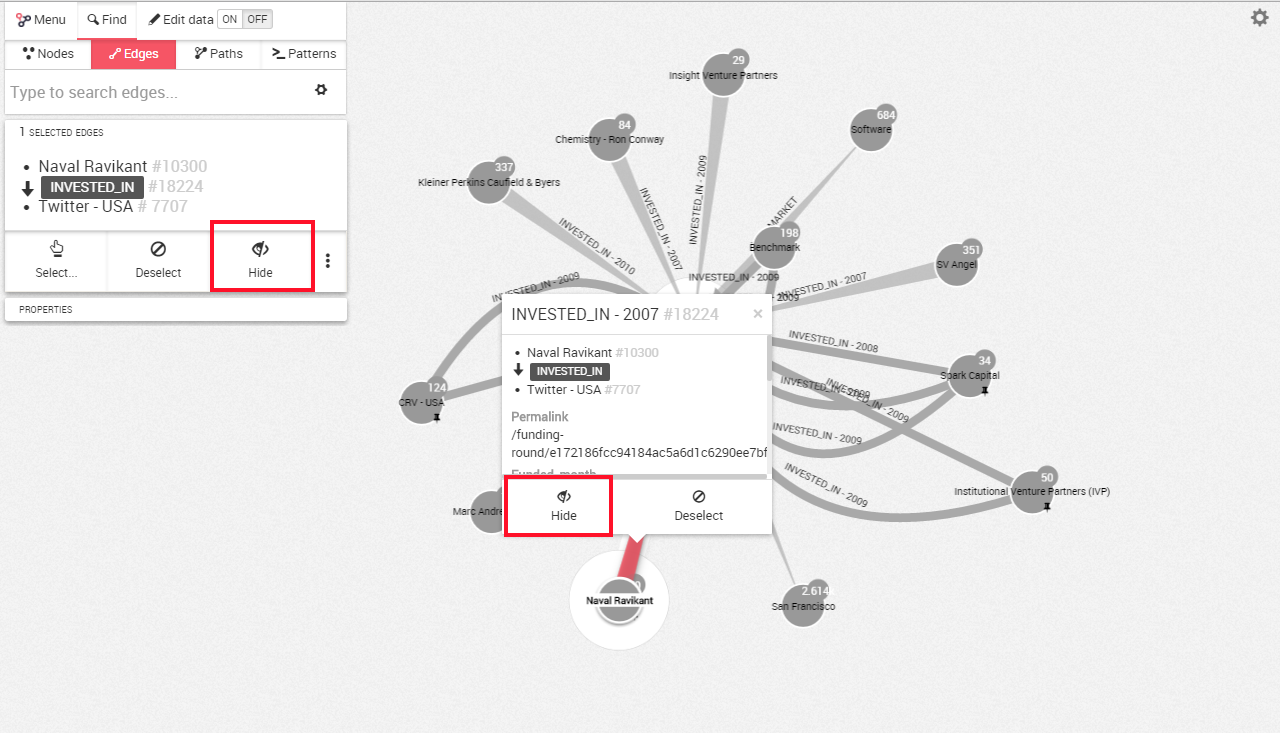 Menu
Find
Edit data ON OFF
Nodes
Edges
Paths
Patterns
Type to search edges...
1 SELECTED EDGES
Naval Ravikant #10300
INVESTED_IN #18224
Twitter - USA # 7707
Select...
Deselect
Hide
PROPERTIES
29
Insight Venture Partners
84
Chemistry - Ron Conway
684
Software
337
Kleiner Perkins Caufield & Byers
INVESTED_IN - 2009
INVESTED_IN - 2007
INVESTED_IN - 2010
MARKET
198
Benchmark
351
SV Angel
INVESTED_IN - 2009
INVESTED_IN - 2009
INVESTED_IN - 2007
- 2009
INVESTED_IN - 2007 #18224 ×
Naval Ravikant #10300
INVESTED_IN
Twitter - USA #7707
Permalink
/funding-
round/e172186fcc94184ac5a6d1c6290ee7bf
Funded_month
Hide
Deselect
INVESTED_IN - 2008
34
Spark Capital
INVESTED_IN - 2009
INVESTED_IN - 2009
INVESTED_IN - 2009
124
CRV - USA
50
Institutional Venture Partners (IVP)
INVESTED_IN - 2009
Marc Andre
Naval Ravikant
2.614
San Francisco